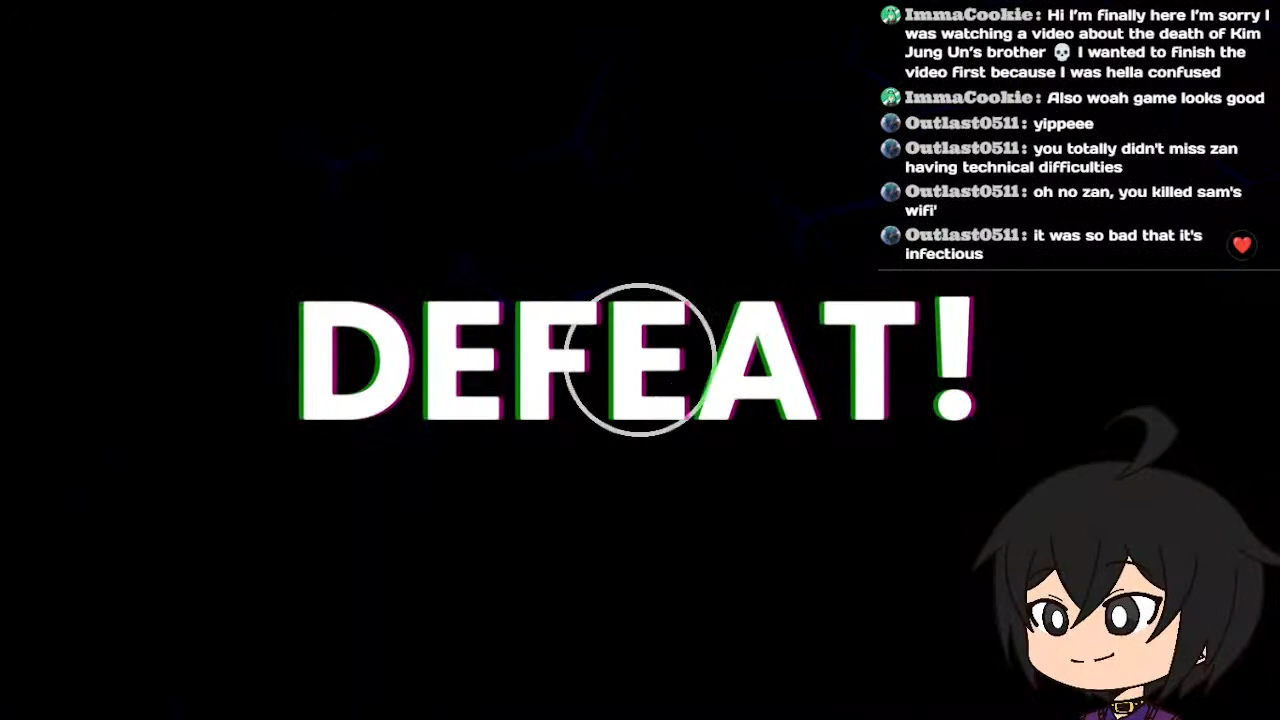 ImmaCookie: Hi I'm finally here I'm sorry I
was watching a video about the death of Kim
Jung Un's brother 💀 I wanted to finish the
video first because I was hella confused
ImmaCookie: Also woah game looks good
Outlast0511: yippeee
Outlast0511: you totally didn't miss zan
having technical difficulties
Outlast0511: oh no zan, you killed sam's
wifi'
Outlast0511: it was so bad that it's
infectious
DEFEAT!